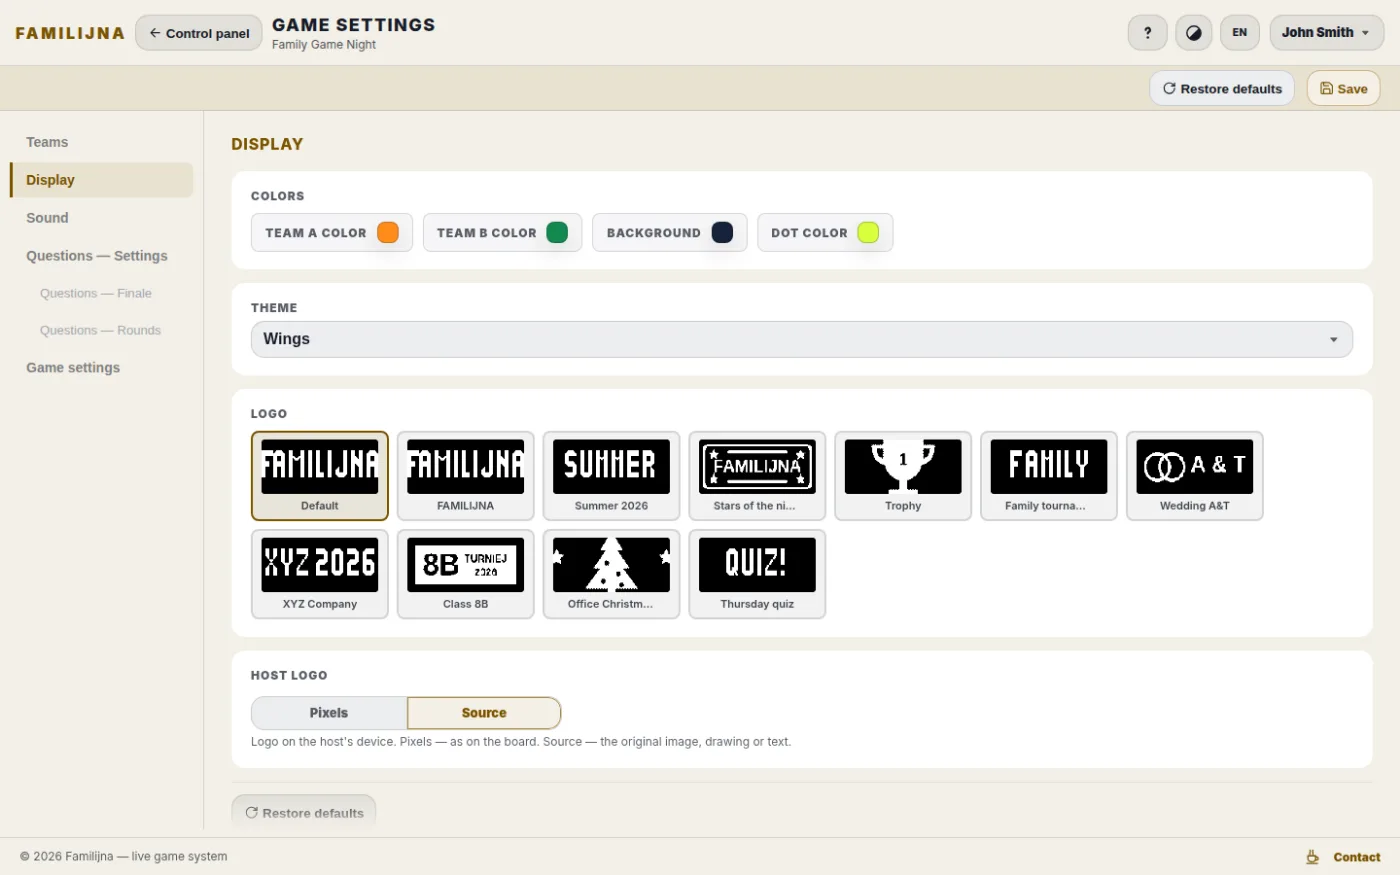 FAMILIJNA
Control panel
GAME SETTINGS
Family Game Night
?
EN
John Smith
Restore defaults
Save
Teams
Display
Sound
Questions — Settings
Questions — Finale
Questions — Rounds
Game settings
DISPLAY
COLORS
TEAM A COLOR
TEAM B COLOR
BACKGROUND
DOT COLOR
THEME
Wings
LOGO
FAMILIJNA
Default
FAMILIJNA
FAMILIJNA
SUMMER
Summer 2026
FAMILIJNA
Stars of the ni...
1
Trophy
FAMILY
Family tourna...
A & T
Wedding A&T
XYZ 2026
XYZ Company
8B TURNIEJ
2026
Class 8B
Office Christm...
QUIZ!
Thursday quiz
HOST LOGO
Pixels
Source
Logo on the host's device. Pixels — as on the board. Source — the original image, drawing or text.
Restore defaults
© 2026 Familijna — live game system
Contact